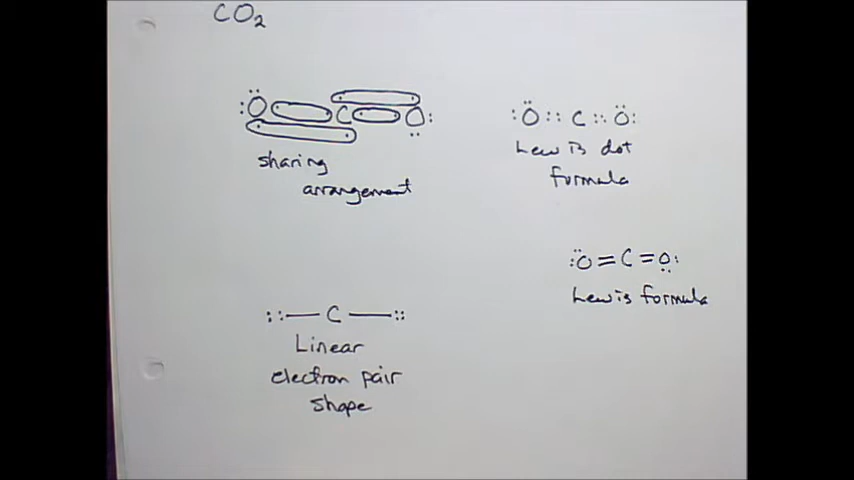 CO2
:Ö C O:
sharing
arrangement
:Ö :: C :: Ö:
Lewis dot
formula
:Ö = C = O:
Lewis formula
:: — C — ::
Linear
electron pair
shape